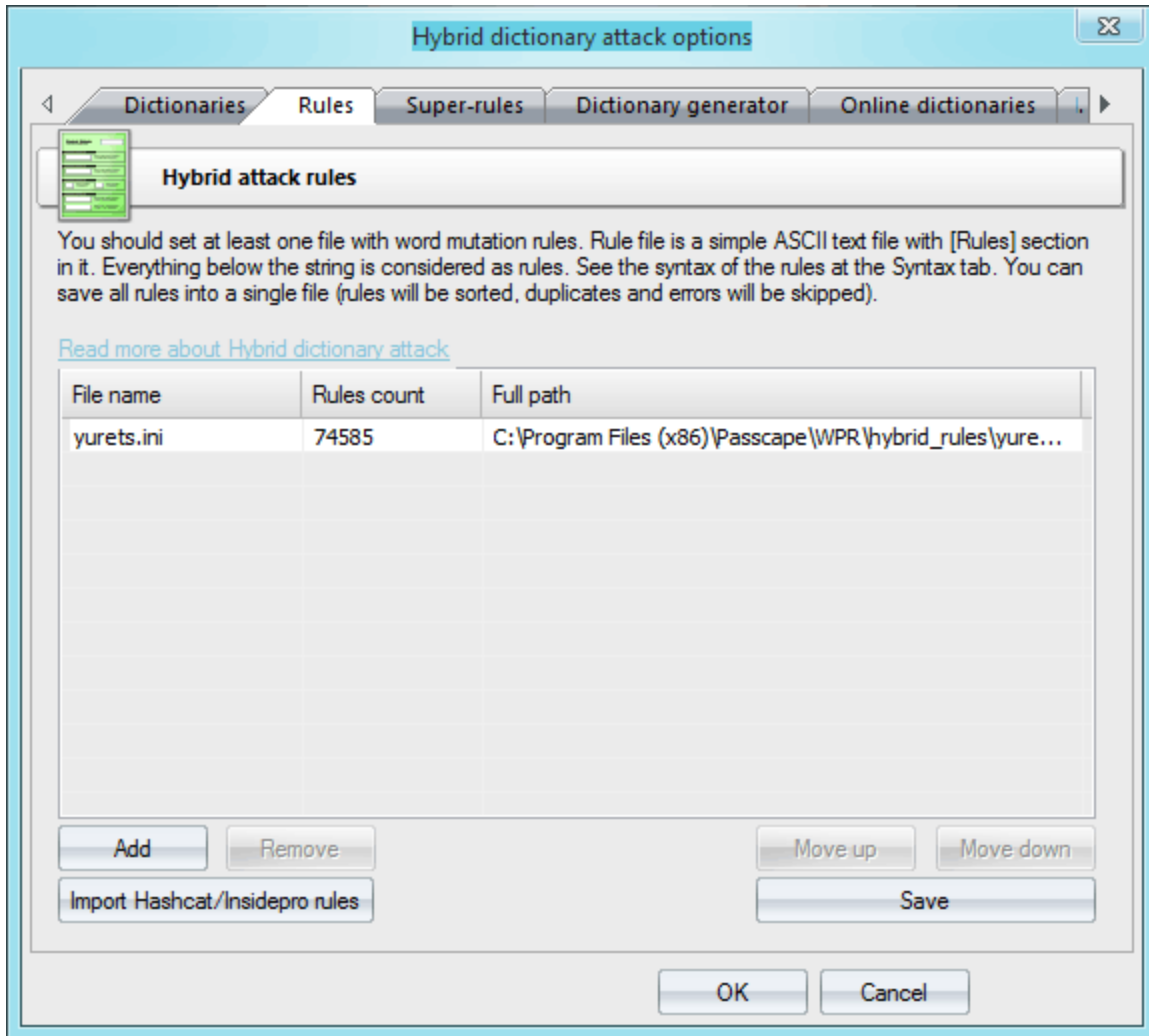 Hybrid dictionary attack options
Dictionaries Rules Super-rules Dictionary generator Online dictionaries
Hybrid attack rules
You should set at least one file with word mutation rules. Rule file is a simple ASCII text file with [Rules] section
in it. Everything below the string is considered as rules. See the syntax of the rules at the Syntax tab. You can
save all rules into a single file (rules will be sorted, duplicates and errors will be skipped).
Read more about Hybrid dictionary attack
File name Rules count Full path
yurets.ini 74585 C:\Program Files (x86)\Passcape\WPR\hybrid_rules\yure...
Add Remove Move up Move down
Import Hashcat/Insidepro rules Save
OK Cancel